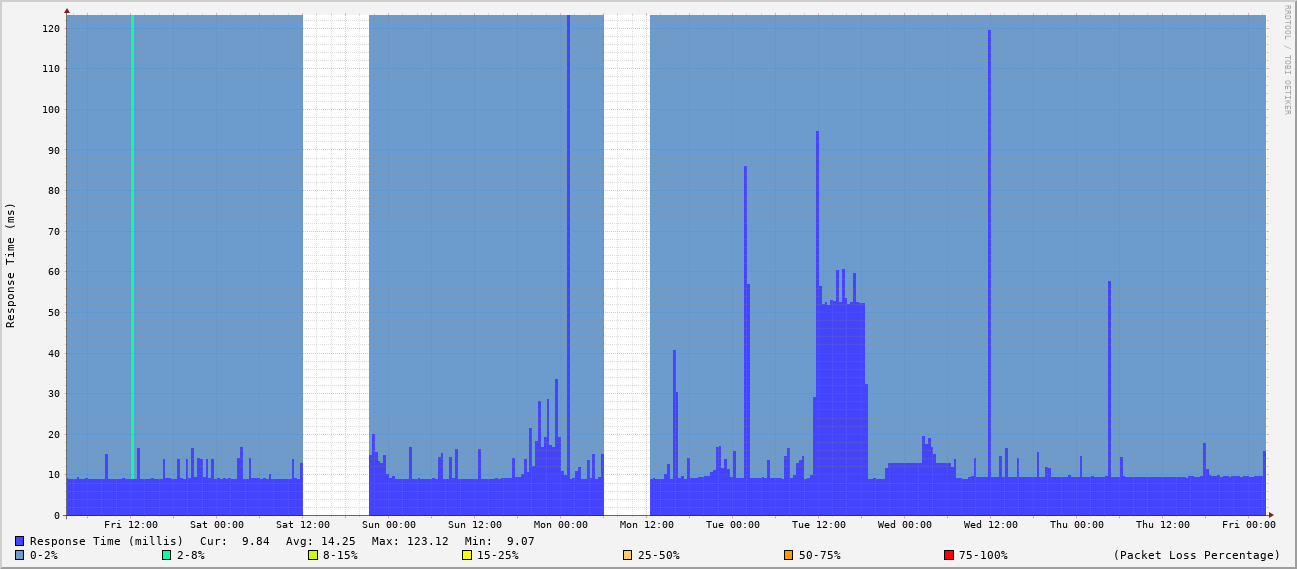 RRDTOOL / TOBI OETIKER
Response Time (ms)
120
110
100
90
80
70
60
50
40
30
20
10
0
Fri 12:00 Sat 00:00 Sat 12:00 Sun 00:00 Sun 12:00 Mon 00:00 Mon 12:00 Tue 00:00 Tue 12:00 Wed 00:00 Wed 12:00 Thu 00:00 Thu 12:00 Fri 00:00
Response Time (millis) Cur: 9.84 Avg: 14.25 Max: 123.12 Min: 9.07
0-2% 2-8% 8-15% 15-25% 25-50% 50-75% 75-100% (Packet Loss Percentage)